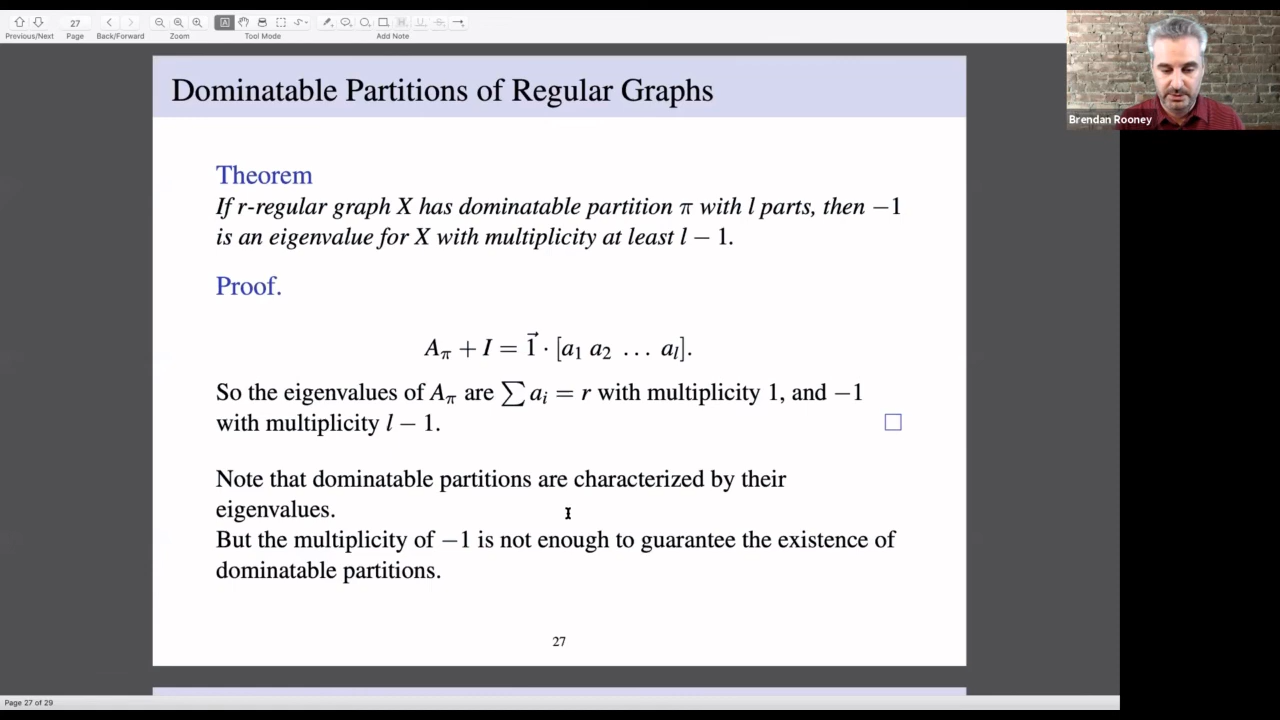 27
Previous/Next Page Back/Forward Zoom Tool Mode Add Note
Brendan Rooney
Dominatable Partitions of Regular Graphs
Theorem
If r-regular graph X has dominatable partition π with l parts, then −1
is an eigenvalue for X with multiplicity at least l − 1.
Proof.
A_π + I = 1⃗ · [a₁ a₂ … a_l].
So the eigenvalues of A_π are ∑ a_i = r with multiplicity 1, and −1
with multiplicity l − 1.
Note that dominatable partitions are characterized by their
eigenvalues.
But the multiplicity of −1 is not enough to guarantee the existence of
dominatable partitions.
27
Page 27 of 29